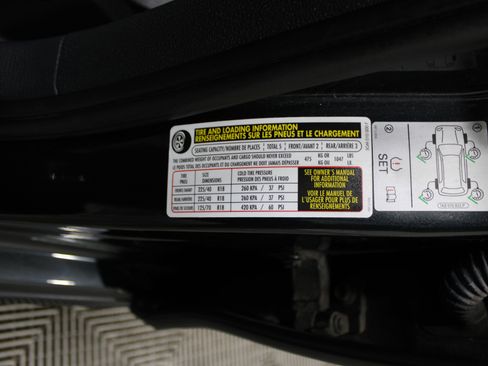 TIRE AND LOADING INFORMATION
RENSEIGNEMENTS SUR LES PNEUS ET LE CHARGEMENT
SEATING CAPACITY/NOMBRE DE PLACES TOTAL 5 FRONT/AVANT 2 REAR/ARRIÈRE 3
THE COMBINED WEIGHT OF OCCUPANTS AND CARGO SHOULD NEVER EXCEED 475 KG OR 1047 LBS
LE POIDS TOTAL DES OCCUPANTS ET DU CHARGEMENT NE DOIT JAMAIS DÉPASSER KG OU LB
TIRE SIZE COLD TIRE PRESSURE
PNEU DIMENSIONS PRESSION DES PNEUS À FROID
225/40 R18 260 KPA / 37 PSI
225/40 R18 260 KPA / 37 PSI
125/70 R18 420 KPA / 60 PSI
SEE OWNER'S MANUAL
FOR ADDITIONAL
INFORMATION
VOIR LE MANUEL DE
L'USAGER POUR PLUS DE
RENSEIGNEMENTS
SET